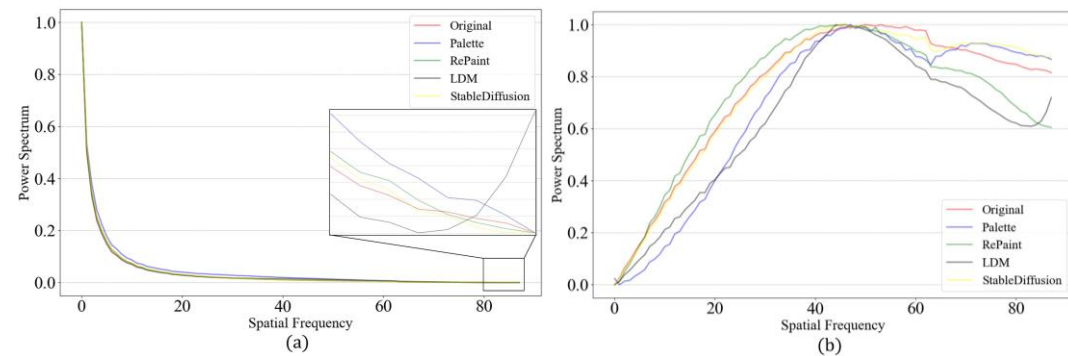 1.0
0.8
0.6
0.4
0.2
0.0
Power Spectrum
Original
Palette
RePaint
LDM
StableDiffusion
0
20
40
60
80
Spatial Frequency
(a)
1.0
0.8
0.6
0.4
0.2
0.0
Power Spectrum
Original
Palette
RePaint
LDM
StableDiffusion
0
20
40
60
80
Spatial Frequency
(b)